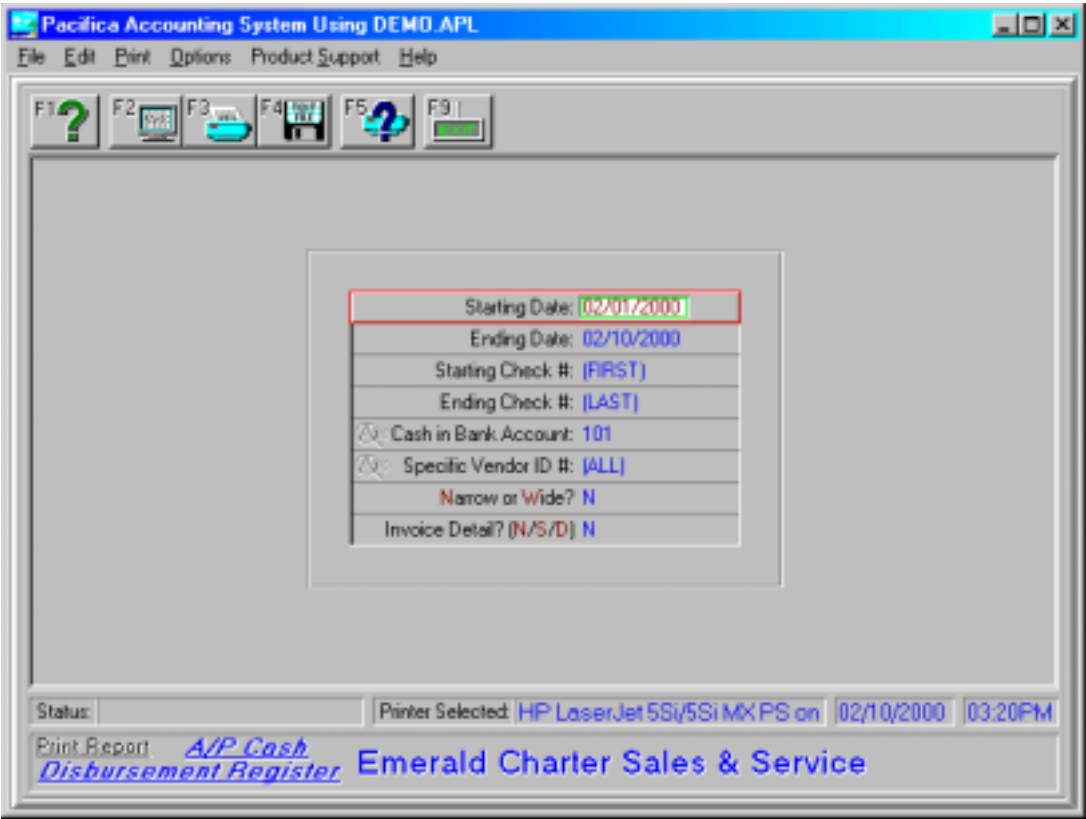 Pacifica Accounting System Using DEMO.APL
File Edit Print Options Product Support Help
F1 F2 F3 F4 F5 F9
EXIT
Starting Date: 02/01/2000
Ending Date: 02/10/2000
Starting Check #: (FIRST)
Ending Check #: (LAST)
Cash in Bank Account: 101
Specific Vendor ID #: (ALL)
Narrow or Wide? N
Invoice Detail? (N/S/D) N
Status: Printer Selected: HP LaserJet 5Si/5Si MX PS on 02/10/2000 03:20PM
Print Report A/P Cash
Disbursement Register Emerald Charter Sales & Service